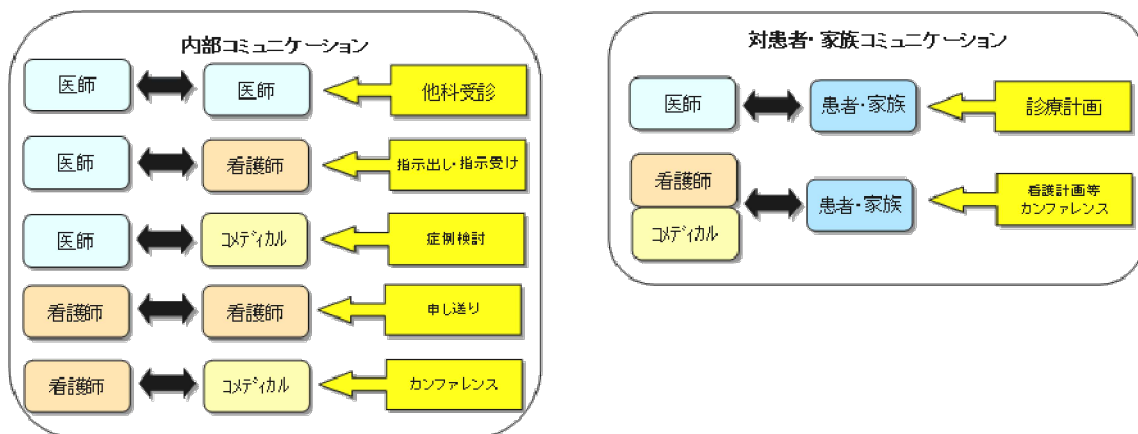 内部コミュニケーション
医師
医師
他科受診
医師
看護師
指示出し・指示受け
医師
コメディカル
症例検討
看護師
看護師
申し送り
看護師
コメディカル
カンファレンス
対患者・家族コミュニケーション
医師
患者・家族
診療計画
看護師
コメディカル
患者・家族
看護計画等
カンファレンス